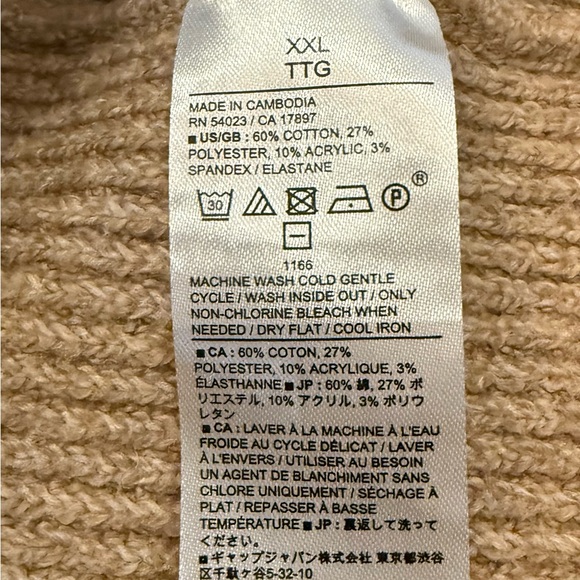 XXL
TTG
MADE IN CAMBODIA
RN 54023 / CA 17897
■ US/GB : 60% COTTON, 27%
POLYESTER, 10% ACRYLIC, 3%
SPANDEX / ELASTANE
30 P ®
1166
MACHINE WASH COLD GENTLE
CYCLE / WASH INSIDE OUT / ONLY
NON-CHLORINE BLEACH WHEN
NEEDED / DRY FLAT / COOL IRON
■ CA : 60% COTON, 27%
POLYESTER, 10% ACRYLIQUE, 3%
ÉLASTHANNE ■ JP : 60% 綿, 27% ポ
リエステル, 10% アクリル, 3% ポリウ
レタン
■ CA : LAVER À LA MACHINE À L'EAU
FROIDE AU CYCLE DÉLICAT / LAVER
À L'ENVERS / UTILISER AU BESOIN
UN AGENT DE BLANCHIMENT SANS
CHLORE UNIQUEMENT / SÉCHAGE À
PLAT / REPASSER À BASSE
TEMPÉRATURE ■ JP : 裏返して洗って
ください。
■ ギャップジャパン株式会社 東京都渋谷
区千駄ヶ谷5-32-10